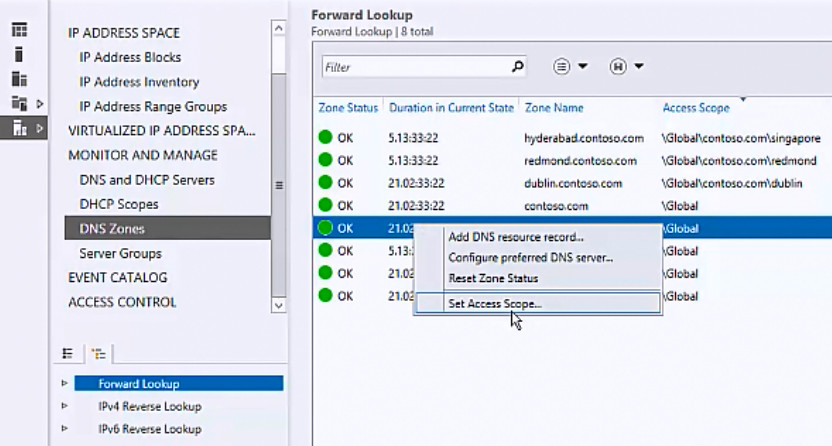 IP ADDRESS SPACE
IP Address Blocks
IP Address Inventory
IP Address Range Groups
VIRTUALIZED IP ADDRESS SPA...
MONITOR AND MANAGE
DNS and DHCP Servers
DHCP Scopes
DNS Zones
Server Groups
EVENT CATALOG
ACCESS CONTROL
Forward Lookup
IPv4 Reverse Lookup
IPv6 Reverse Lookup
Forward Lookup
Forward Lookup | 8 total
Filter
Zone Status Duration in Current State Zone Name Access Scope
OK 5.13:33:22 hyderabad.contoso.com \Global\contoso.com\singapore
OK 5.13:33:22 redmond.contoso.com \Global\contoso.com\redmond
OK 21.02:33:22 dublin.contoso.com \Global\contoso.com\dublin
OK 21.02:33:22 contoso.com \Global
OK 21.02 \Global
OK 5.13: \Global
OK 21.02 \Global
OK 21.02 \Global
Add DNS resource record...
Configure preferred DNS server...
Reset Zone Status
Set Access Scope...